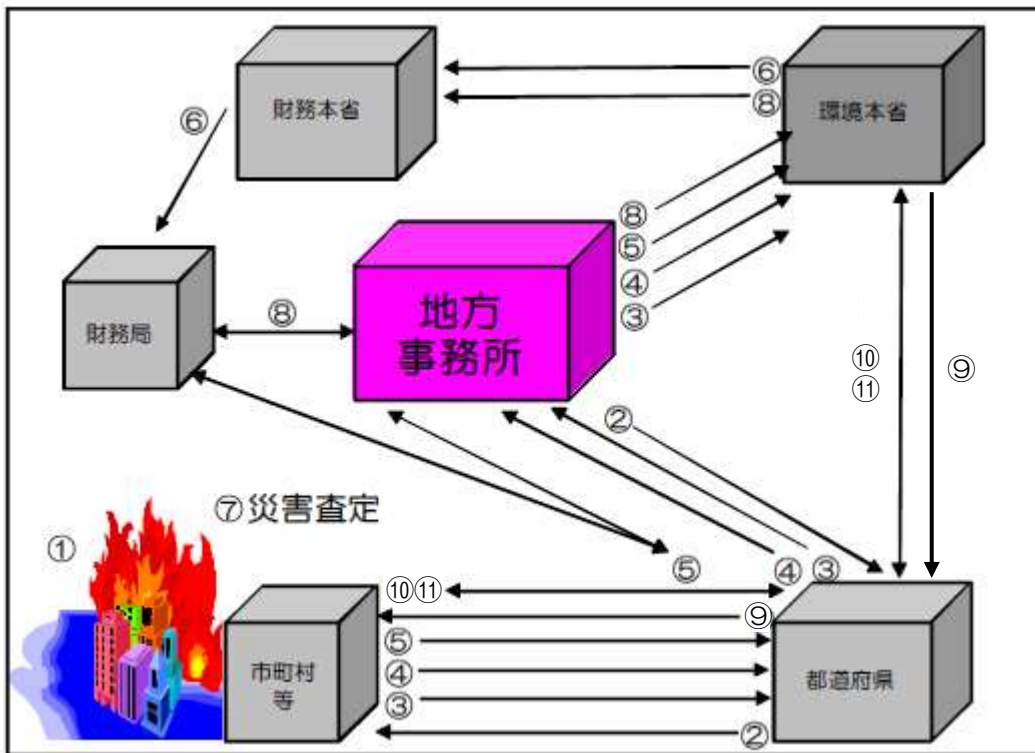 財務本省
⑥
⑧
環境本省
⑥
⑧
⑤
④
③
財務局
⑧
地方
事務所
⑩
⑪
⑨
②
⑦災害査定
①
⑤
④
③
⑩⑪
⑨
⑤
④
③
②
市町村
等
都道府県